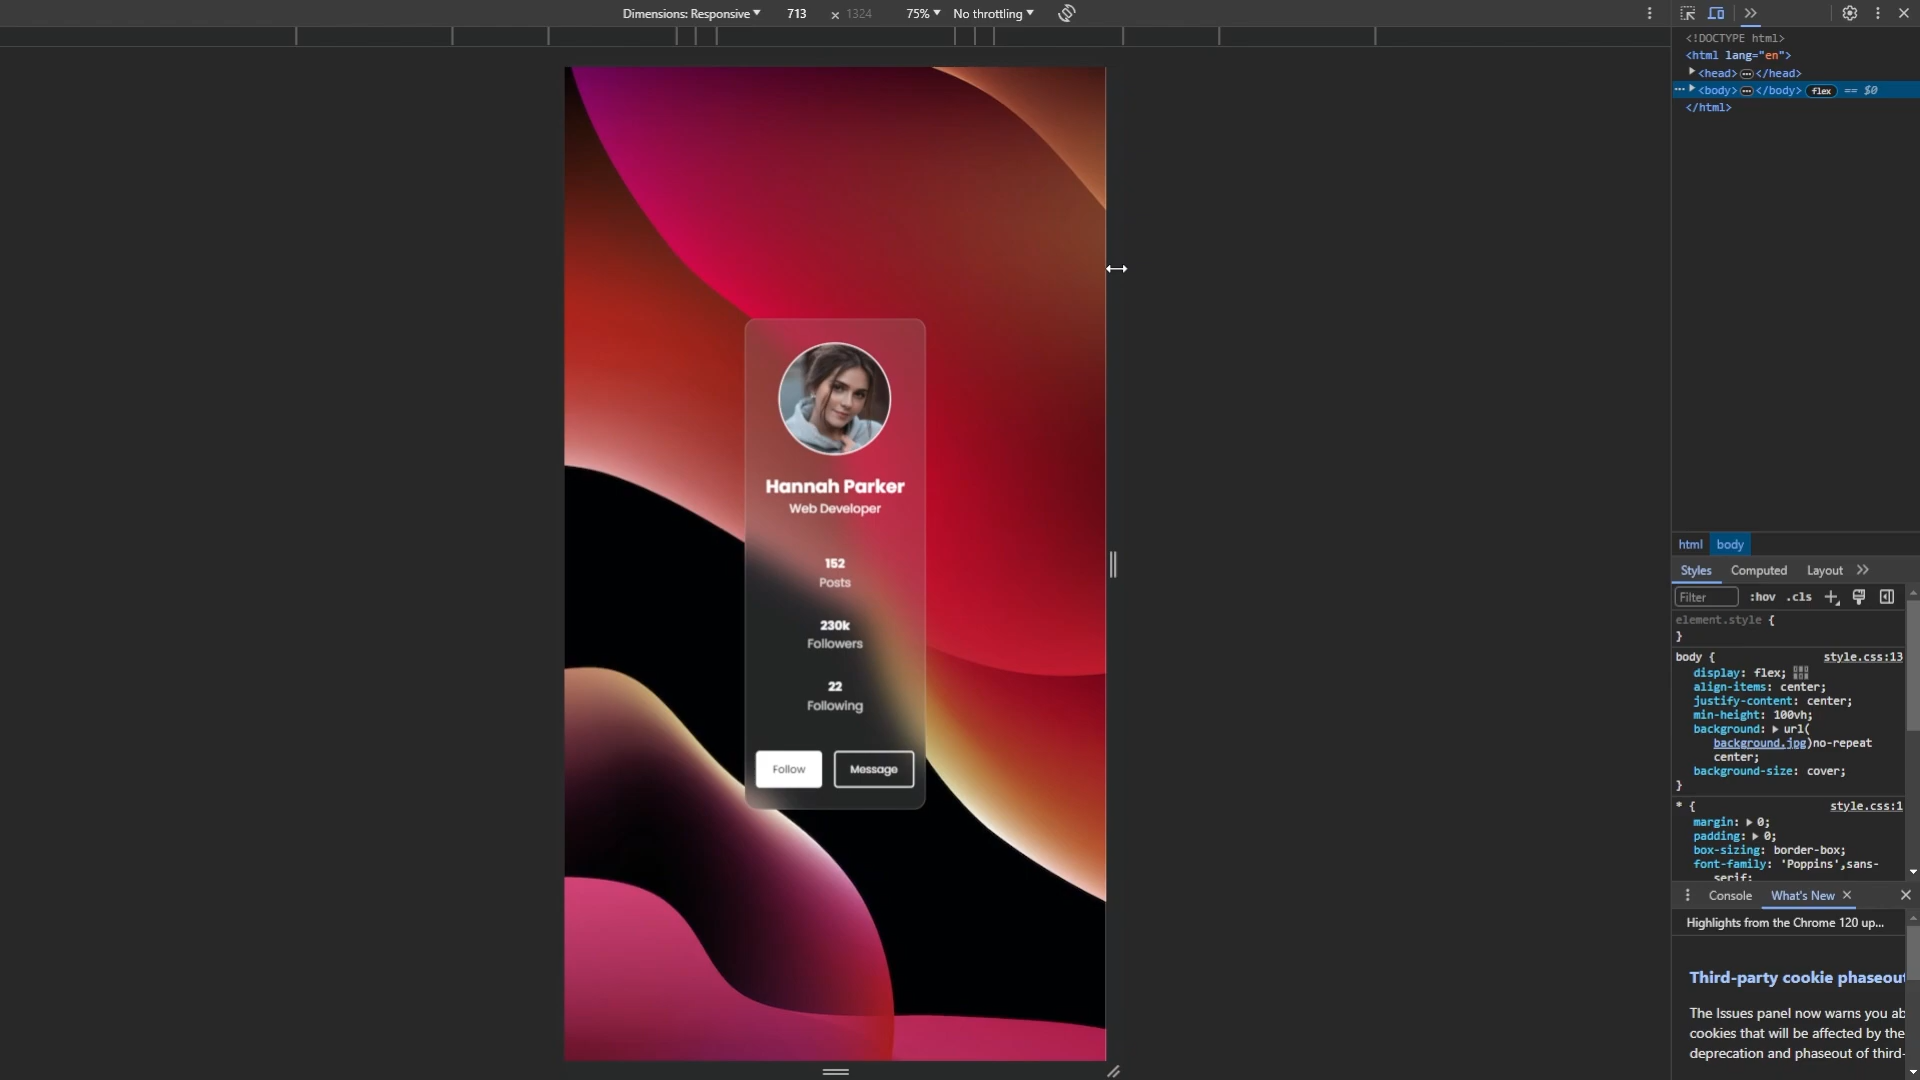 Dimensions: Responsive 713 x 1324 75% No throttling
<!DOCTYPE html>
<html lang="en">
<head> … </head>
… <body> … </body> flex == $0
</html>
Hannah Parker
Web Developer
152
Posts
230k
Followers
22
Following
Follow Message
html body
Styles Computed Layout
Filter :hov .cls
element.style {
}
body { style.css:13
display: flex;
align-items: center;
justify-content: center;
min-height: 100vh;
background: url(
background.jpg)no-repeat
center;
background-size: cover;
}
* { style.css:1
margin: 0;
padding: 0;
box-sizing: border-box;
font-family: 'Poppins',sans-
serif;
Console What's New
Highlights from the Chrome 120 up...
Third-party cookie phaseout
The Issues panel now warns you ab
cookies that will be affected by the
deprecation and phaseout of third-